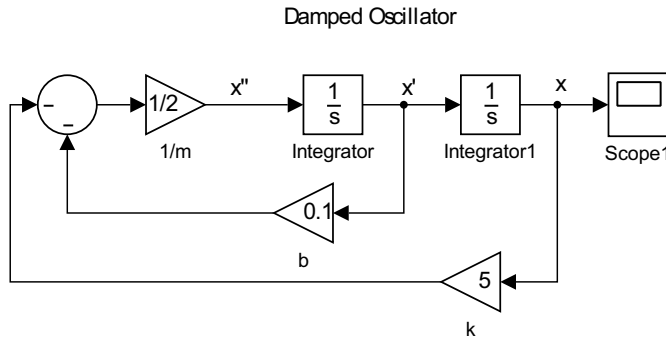 Damped Oscillator
x" x' x
− − 1/2 1 s 1 s
1/m Integrator Integrator1 Scope1
0.1
b
5
k